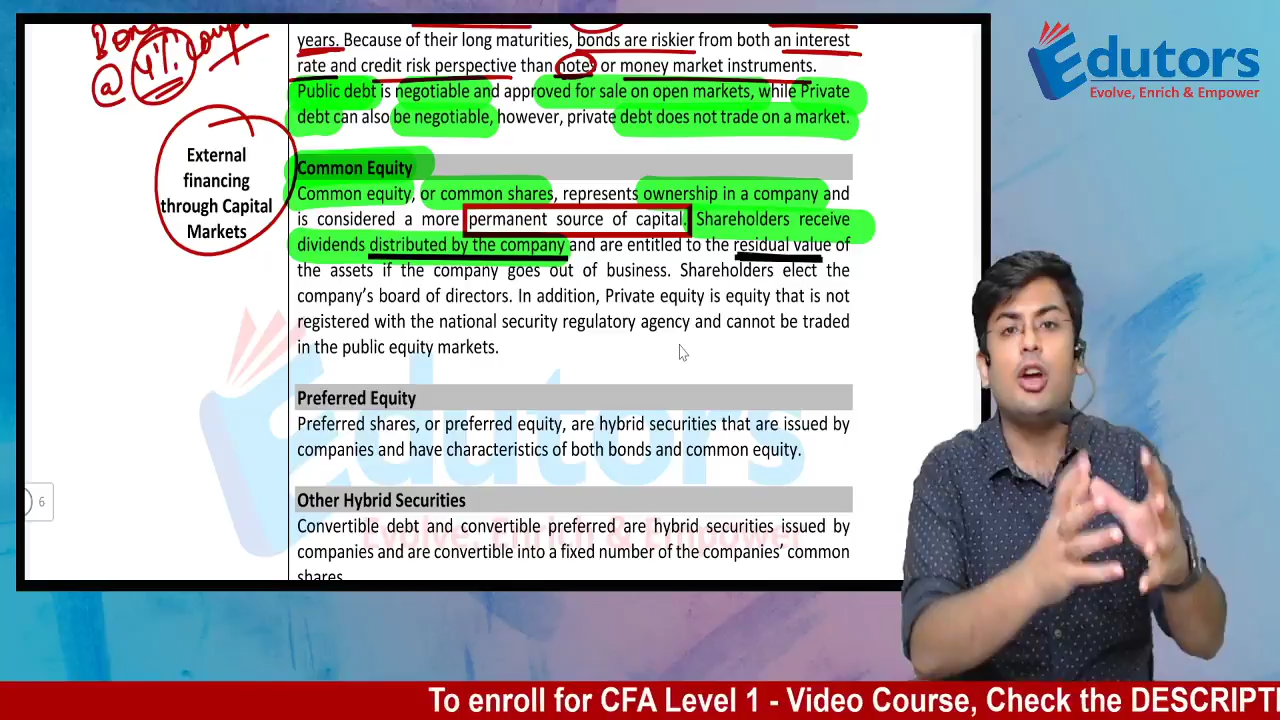 Bon
@ 4%. Coup
years. Because of their long maturities, bonds are riskier from both an interest
rate and credit risk perspective than notes or money market instruments.
Public debt is negotiable and approved for sale on open markets, while Private
debt can also be negotiable, however, private debt does not trade on a market.
External
financing
through Capital
Markets
Common Equity
Common equity, or common shares, represents ownership in a company and
is considered a more permanent source of capital. Shareholders receive
dividends distributed by the company and are entitled to the residual value of
the assets if the company goes out of business. Shareholders elect the
company's board of directors. In addition, Private equity is equity that is not
registered with the national security regulatory agency and cannot be traded
in the public equity markets.
Preferred Equity
Preferred shares, or preferred equity, are hybrid securities that are issued by
companies and have characteristics of both bonds and common equity.
Other Hybrid Securities
Convertible debt and convertible preferred are hybrid securities issued by
companies and are convertible into a fixed number of the companies' common
shares
6
Edutors
Evolve, Enrich & Empower
Edutors
Evolve, Enrich & Empower
To enroll for CFA Level 1 - Video Course, Check the DESCRIPTI